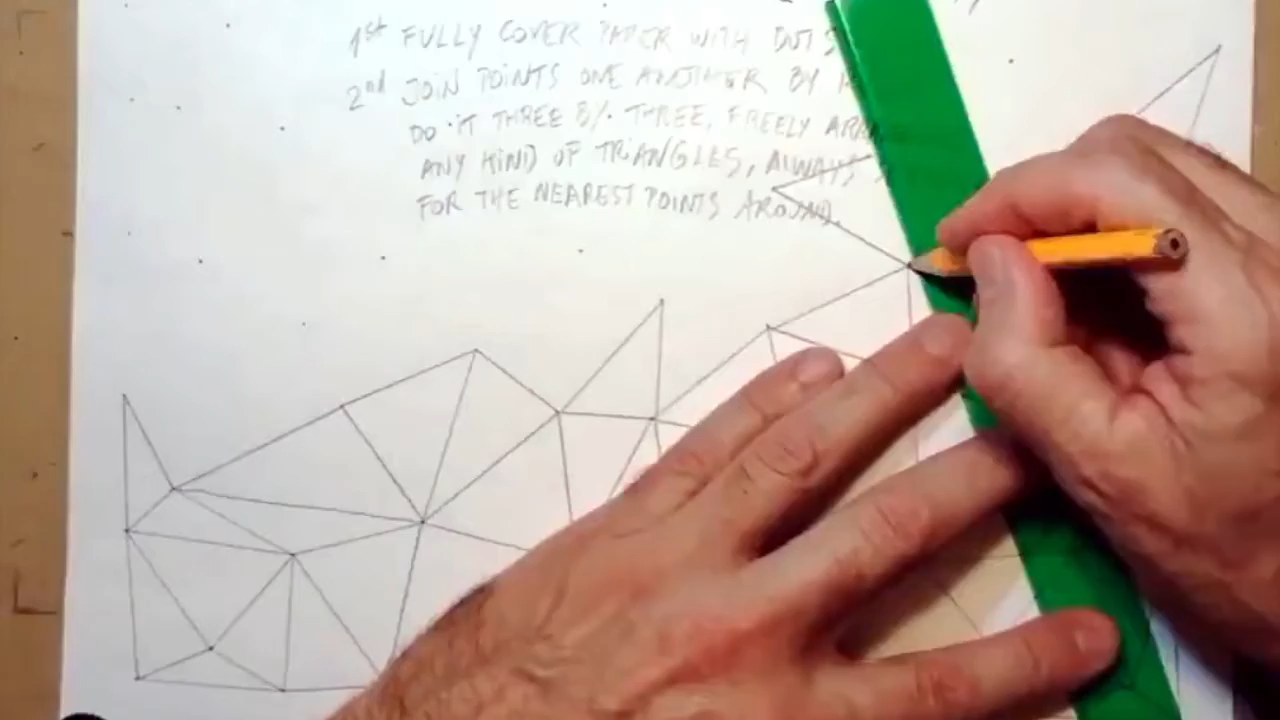 1st FULLY COVER PAPER WITH DOTS
2nd JOIN POINTS ONE ANOTHER BY
DO IT THREE BY THREE, FREELY
ANY KIND OF TRIANGLES, ALWAYS
FOR THE NEAREST POINTS AROUND.